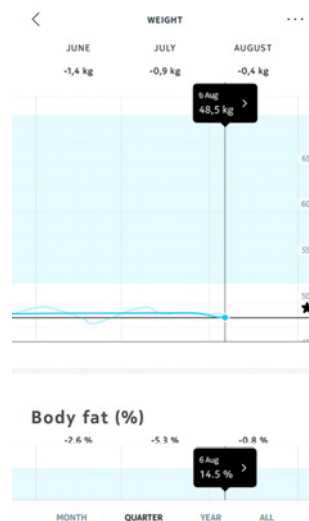 WEIGHT
JUNE JULY AUGUST
-1,4 kg -0,9 kg -0,4 kg
6 Aug
48,5 kg
65
60
55
50
Body fat (%)
-2.6 % -5.3 % -0.8 %
6 Aug
14.5 %
MONTH QUARTER YEAR ALL